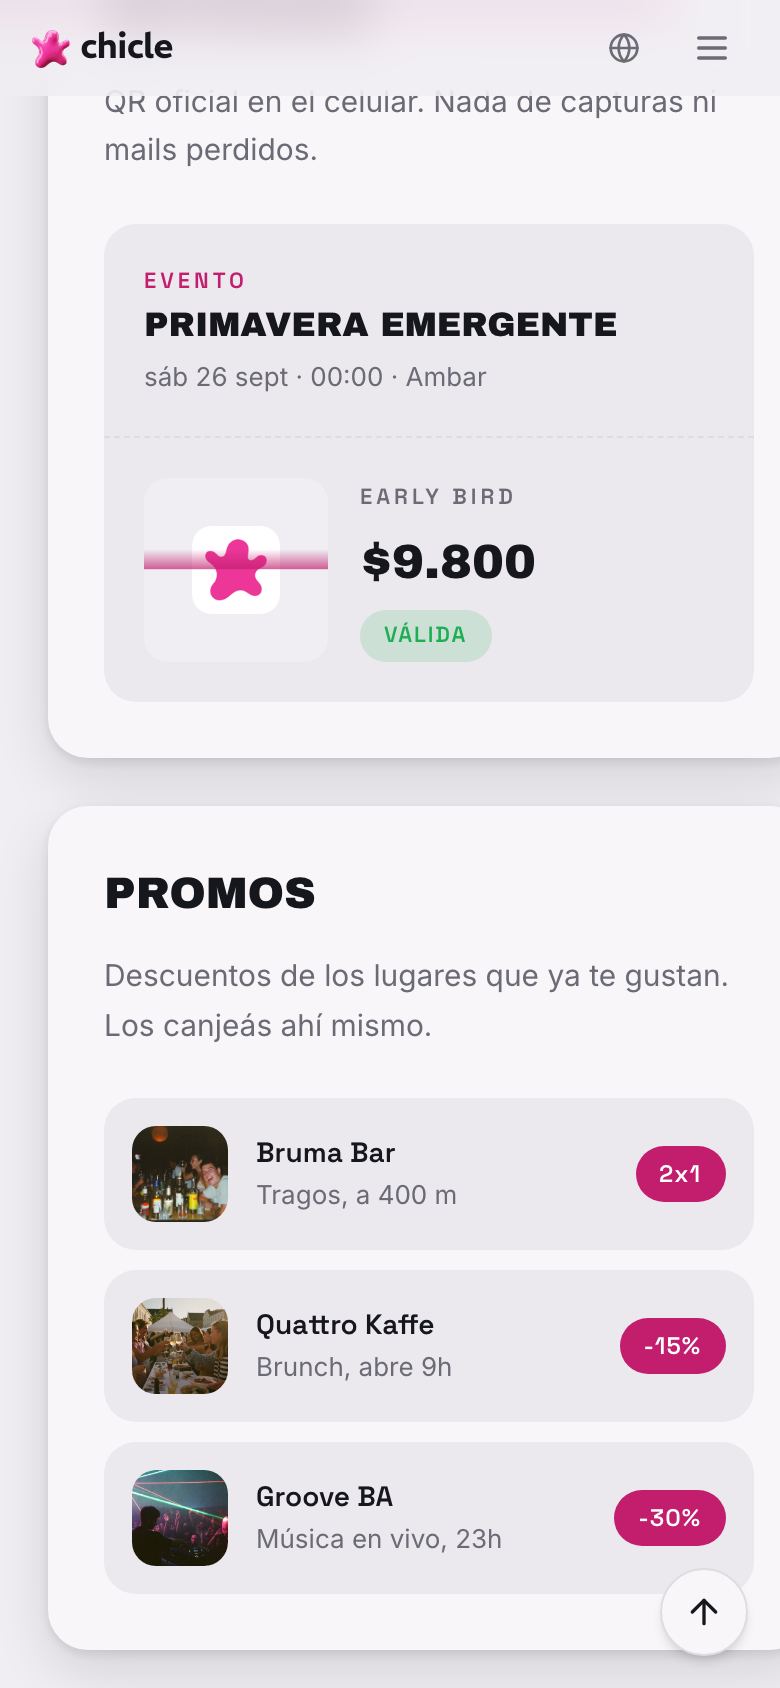 chicle
QR oficial en el celular. Nada de capturas ni
mails perdidos.
EVENTO
PRIMAVERA EMERGENTE
sáb 26 sept · 00:00 · Ambar
EARLY BIRD
$9.800
VÁLIDA
PROMOS
Descuentos de los lugares que ya te gustan.
Los canjeás ahí mismo.
Bruma Bar
Tragos, a 400 m
2x1
Quattro Kaffe
Brunch, abre 9h
-15%
Groove BA
Música en vivo, 23h
-30%